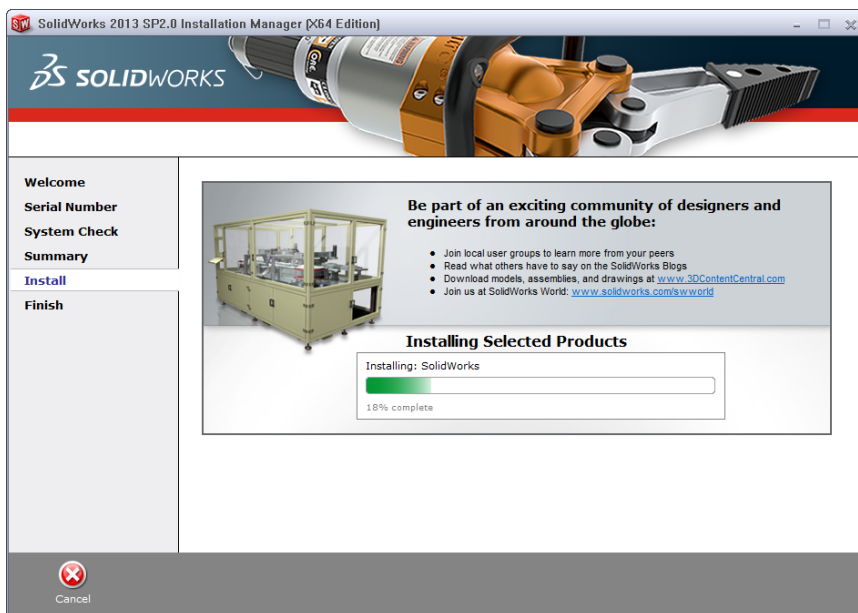 SolidWorks 2013 SP2.0 Installation Manager (X64 Edition)
SOLIDWORKS
Welcome
Serial Number
System Check
Summary
Install
Finish
Be part of an exciting community of designers and
engineers from around the globe:
Join local user groups to learn more from your peers
Read what others have to say on the SolidWorks Blogs
Download models, assemblies, and drawings at www.3DContentCentral.com
Join us at SolidWorks World: www.solidworks.com/swworld
Installing Selected Products
Installing: SolidWorks
18% complete
Cancel